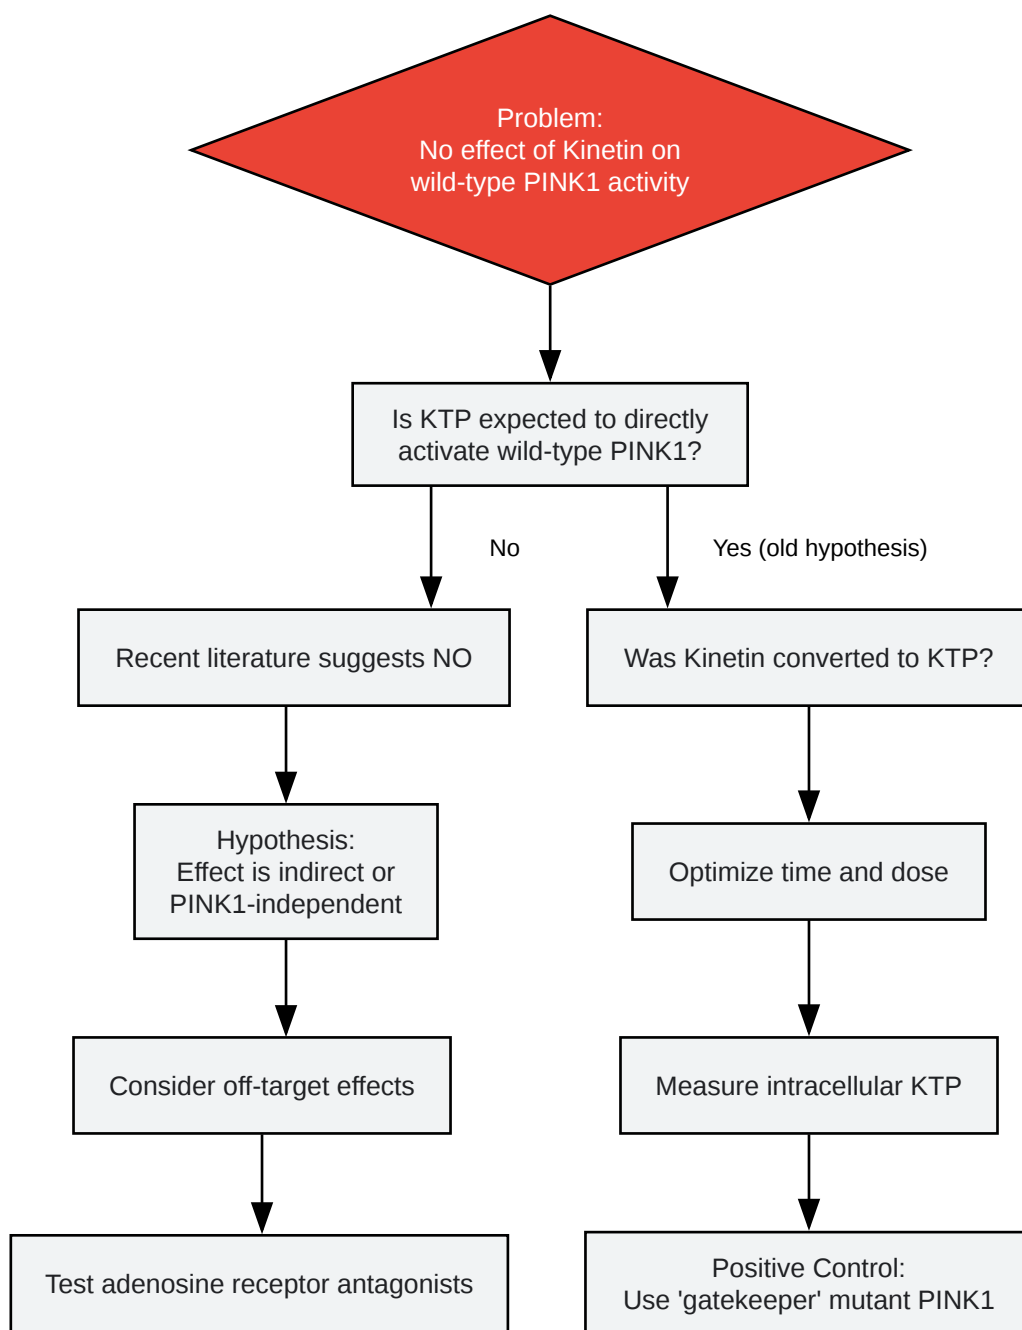 Problem:
No effect of Kinetin on
wild-type PINK1 activity
Is KTP expected to directly
activate wild-type PINK1?
No
Yes (old hypothesis)
Recent literature suggests NO
Was Kinetin converted to KTP?
Hypothesis:
Effect is indirect or
PINK1-independent
Optimize time and dose
Consider off-target effects
Measure intracellular KTP
Test adenosine receptor antagonists
Positive Control:
Use 'gatekeeper' mutant PINK1